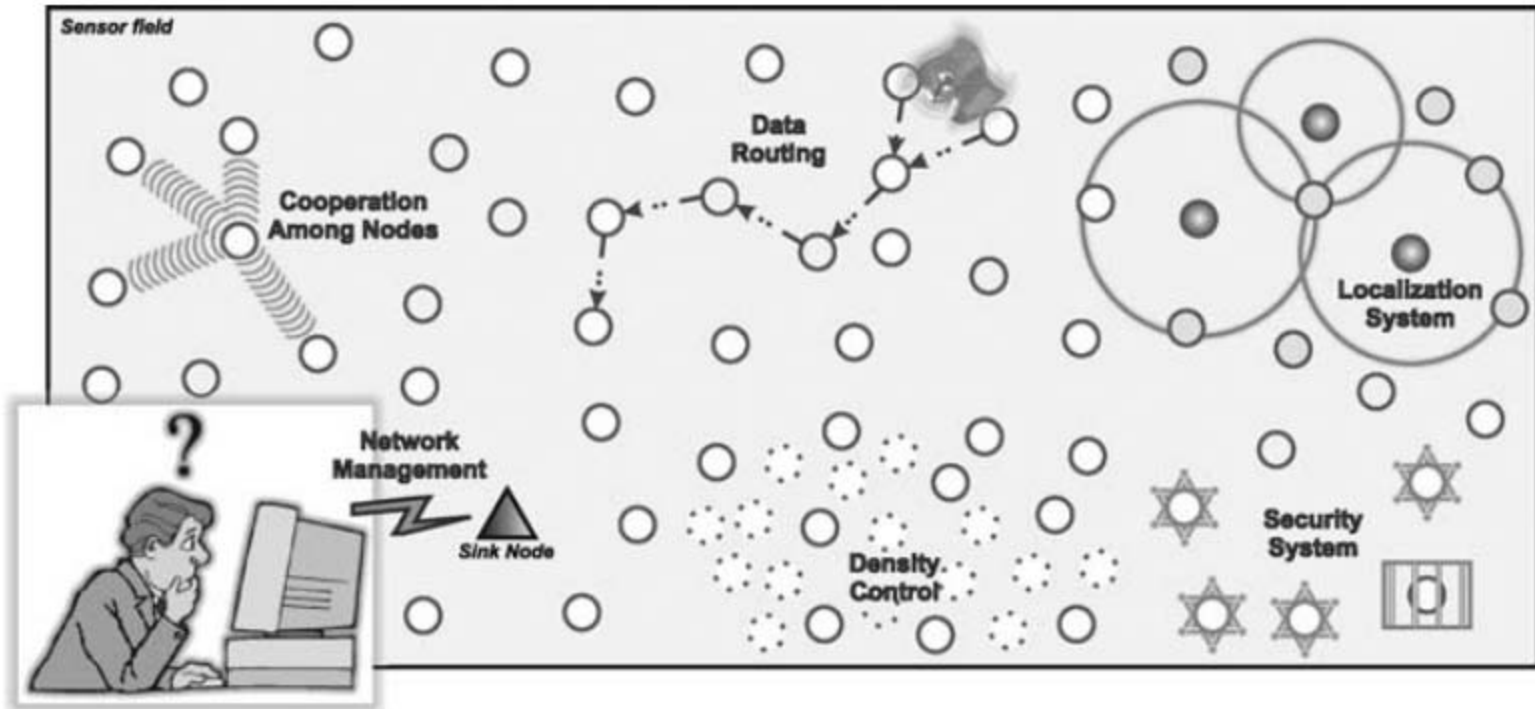 Sensor field
Data
Routing
Cooperation
Among Nodes
Localization
System
?
Network
Management
Sink Node
Density
Control
Security
System